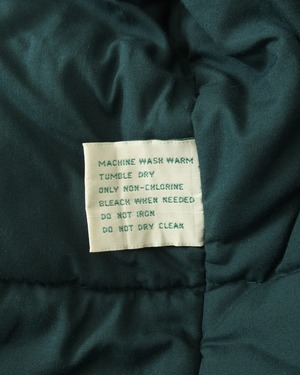 MACHINE WASH WARM
TUMBLE DRY
ONLY NON-CHLORINE
BLEACH WHEN NEEDED
DO NOT IRON
DO NOT DRY CLEAN